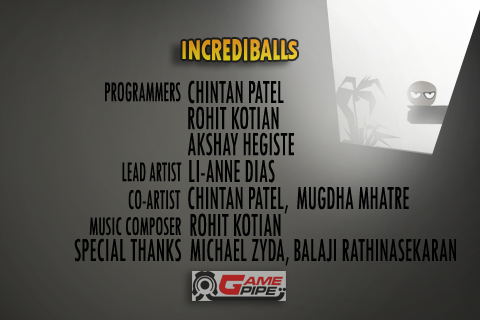 INCREDIBALLS
PROGRAMMERS CHINTAN PATEL
ROHIT KOTIAN
AKSHAY HEGISTE
LEAD ARTIST LI-ANNE DIAS
CO-ARTIST CHINTAN PATEL, MUGDHA MHATRE
MUSIC COMPOSER ROHIT KOTIAN
SPECIAL THANKS MICHAEL ZYDA, BALAJI RATHINASEKARAN
GAME
PIPE